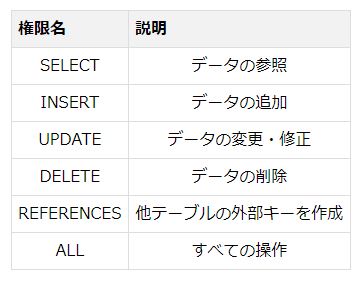 権限名 説明
SELECT データの参照
INSERT データの追加
UPDATE データの変更・修正
DELETE データの削除
REFERENCES 他テーブルの外部キーを作成
ALL すべての操作